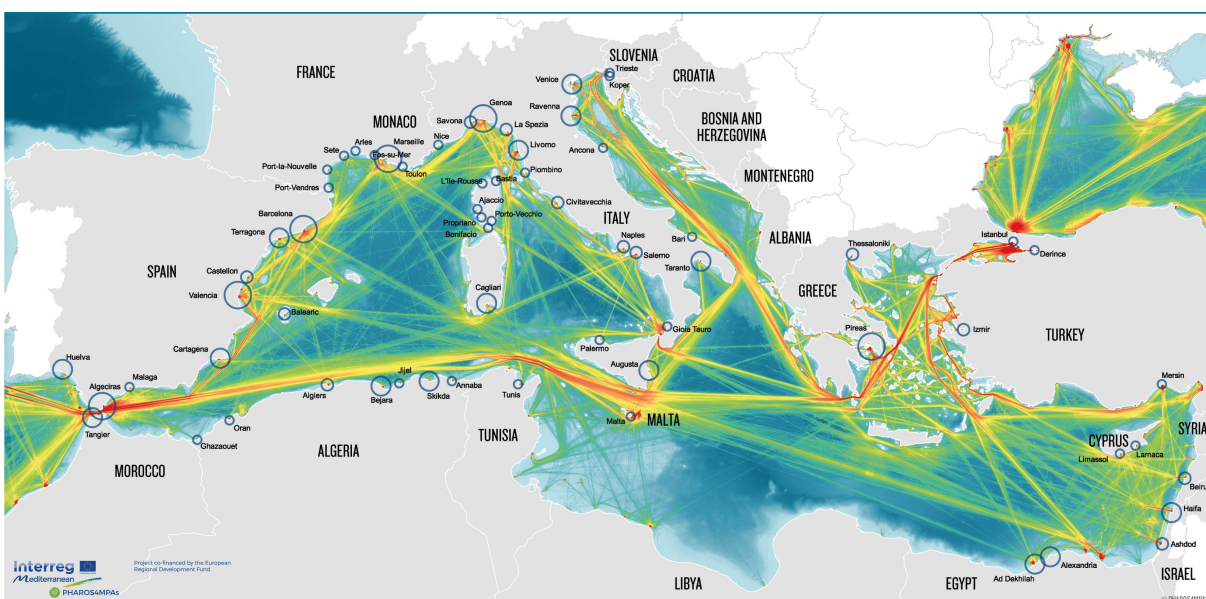 SLOVENIA
Trieste
Koper
CROATIA
FRANCE
Venice
Ravenna
BOSNIA AND
HERZEGOVINA
Genoa
Savona
La Spezia
MONACO
Nice
Marseille
Arles
Sete
Livorno
Ancona
Fos-su-Mer
Toulon
Piombino
Port-la-Nouvelle
Port-Vendres
L'Ile-Rousse
Bastia
MONTENEGRO
Ajaccio
Porto-Vecchio
Propriano
Bonifacio
Civitavecchia
ITALY
Barcelona
Terragona
Naples
Salerno
Bari
ALBANIA
Taranto
Thessaloniki
Istanbul
Derince
SPAIN
Castellon
Valencia
Balearic
Cagliari
GREECE
Gioia Tauro
Pireas
Izmir
TURKEY
Palermo
Cartagena
Augusta
Huelva
Malaga
Algeciras
Jijel
Algiers
Bejara
Skikda
Annaba
Tunis
Mersin
Tangier
Oran
Ghazaouet
Malta
MALTA
TUNISIA
ALGERIA
MOROCCO
CYPRUS
SYRIA
Limassol
Larnaca
Beiru
Haifa
Ashdod
Alexandria
Ad Dekhilah
ISRAEL
EGYPT
LIBYA
Interreg
Mediterranean
PHAROS4MPAs
Project co-financed by the European
Regional Development Fund
© PHAROS4MPA